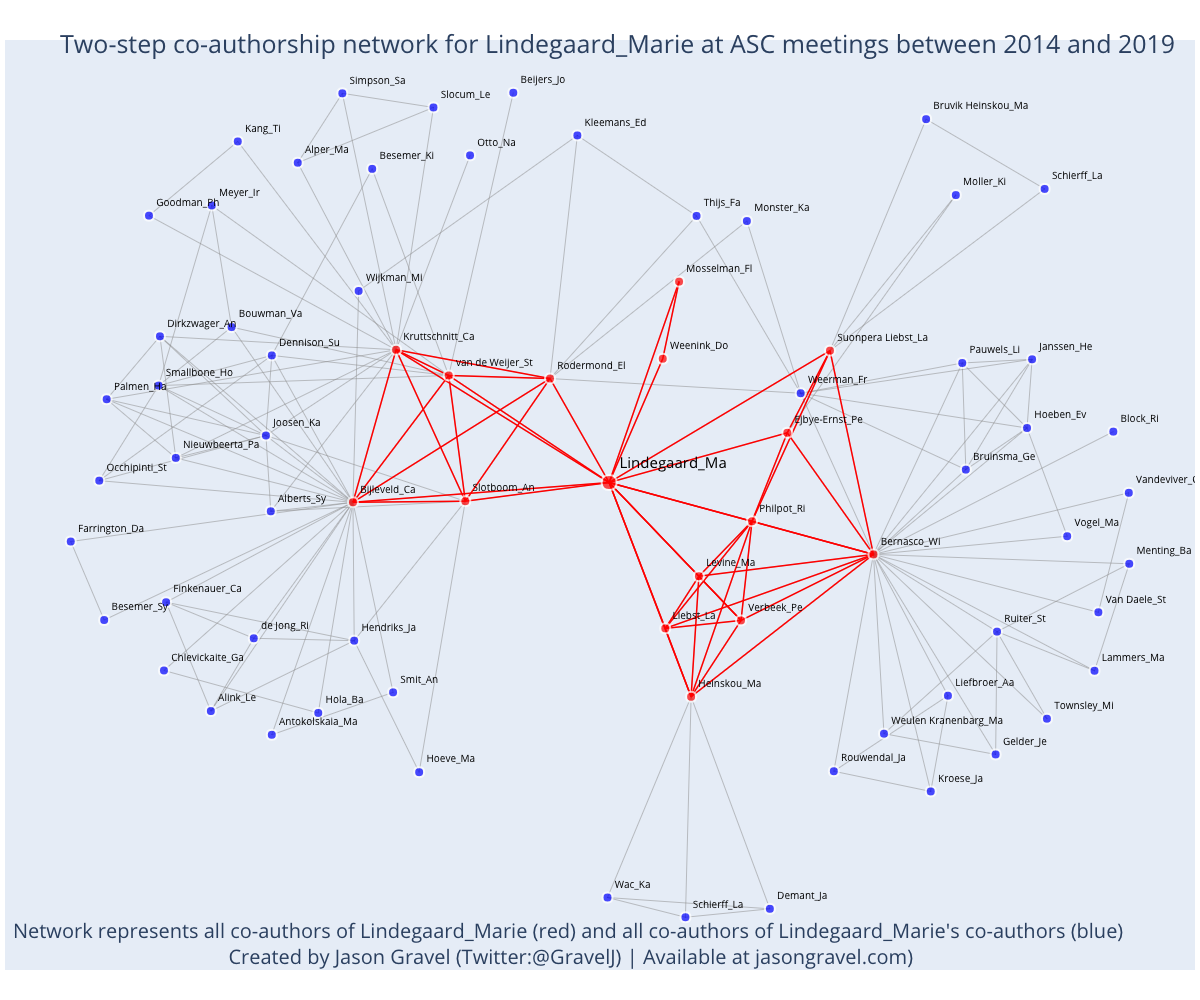 Two-step co-authorship network for Lindegaard_Marie at ASC meetings between 2014 and 2019
Simpson_Sa
Beijers_Jo
Slocum_Le
Bruvik Heinskou_Ma
Kleemans_Ed
Kang_Ti
Otto_Na
Alper_Ma
Besemer_Ki
Schierff_La
Moller_Ki
Meyer_Ir
Goodman_Ph
Thijs_Fa
Monster_Ka
Mosselman_Fl
Wijkman_Mi
Bouwman_Va
Dirkzwager_An
Kruttschnitt_Ca
Suonpera Liebst_La
Dennison_Su
Weenink_Do
Janssen_He
Pauwels_Li
van de Weijer_St
Rodermond_El
Smallbone_Ho
Weerman_Fr
Palmen_Ha
Joosen_Ka
Ejbye-Ernst_Pe
Hoeben_Ev
Block_Ri
Nieuwbeerta_Pa
Bruinsma_Ge
Lindegaard_Ma
Occhipinti_St
Vandeviver_
Bijleveld_Ca
Slotboom_An
Alberts_Sy
Philpot_Ri
Vogel_Ma
Farrington_Da
Bernasco_Wi
Menting_Ba
Levine_Ma
Finkenauer_Ca
Van Daele_St
Besemer_Sy
Verbeek_Pe
Liebst_La
Ruiter_St
de Jong_Ri
Hendriks_Ja
Chlevickaite_Ga
Lammers_Ma
Smit_An
Heinskou_Ma
Liefbroer_Aa
Alink_Le
Hola_Ba
Townsley_Mi
Antokolskaia_Ma
Weulen Kranenbarg_Ma
Gelder_Je
Hoeve_Ma
Rouwendal_Ja
Kroese_Ja
Wac_Ka
Demant_Ja
Schierff_La
Network represents all co-authors of Lindegaard_Marie (red) and all co-authors of Lindegaard_Marie's co-authors (blue)
Created by Jason Gravel (Twitter:@GravelJ) | Available at jasongravel.com)